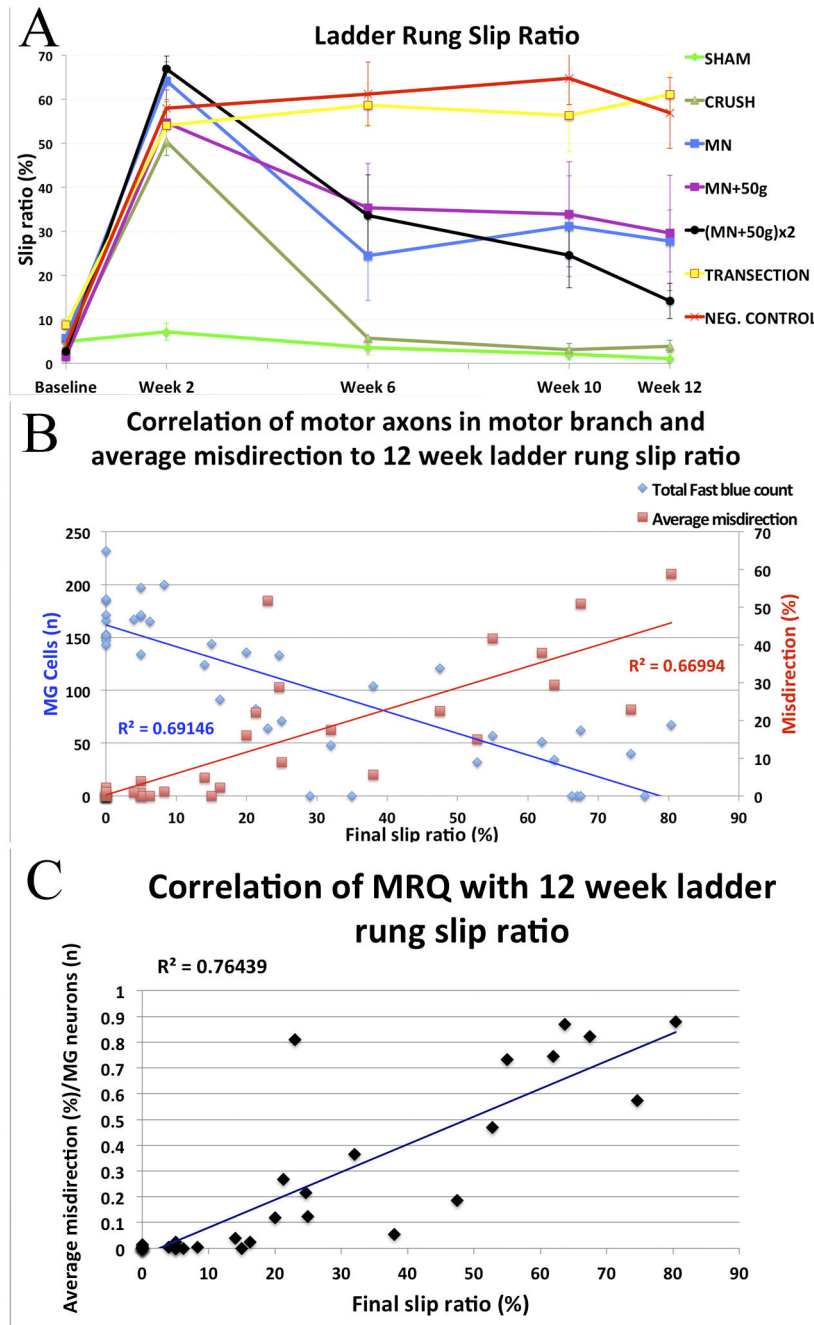 A
Ladder Rung Slip Ratio
Slip ratio (%)
70
60
50
40
30
20
10
0
Baseline
Week 2
Week 6
Week 10
Week 12
SHAM
CRUSH
MN
MN+50g
(MN+50g)x2
TRANSECTION
NEG. CONTROL
B
Correlation of motor axons in motor branch and
average misdirection to 12 week ladder rung slip ratio
Total Fast blue count
Average misdirection
MG Cells (n)
250
200
150
100
50
0
R² = 0.69146
R² = 0.66994
70
60
50
40
30
20
10
0
Misdirection (%)
0
10
20
30
40
50
60
70
80
90
Final slip ratio (%)
C
Correlation of MRQ with 12 week ladder
rung slip ratio
R² = 0.76439
Average misdirection (%)/MG neurons (n)
1
0.9
0.8
0.7
0.6
0.5
0.4
0.3
0.2
0.1
0
0
10
20
30
40
50
60
70
80
90
Final slip ratio (%)